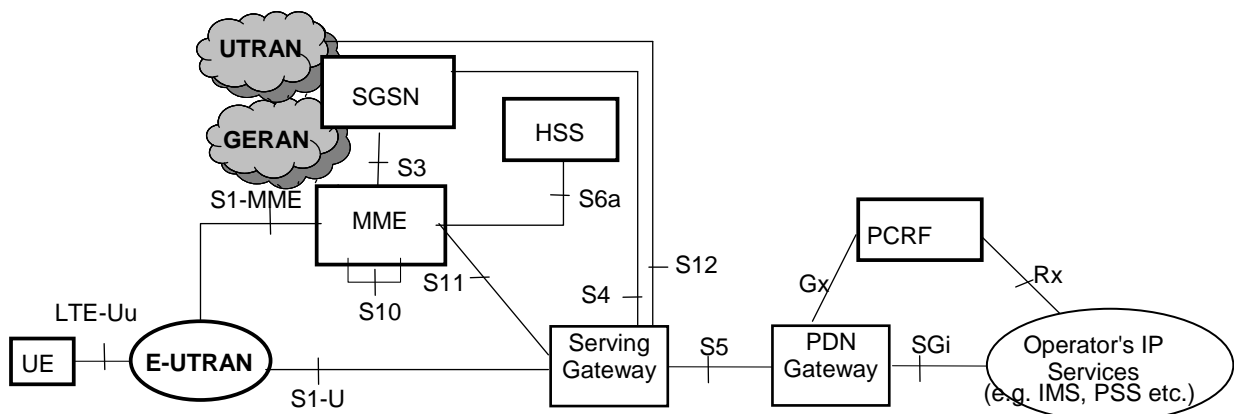 UTRAN
SGSN
GERAN
HSS
S3
S1-MME
S6a
MME
PCRF
S11
S12
Gx
Rx
S10
S4
LTE-Uu
UE
E-UTRAN
Serving
Gateway
S5
PDN
Gateway
SGi
Operator's IP
Services
(e.g. IMS, PSS etc.)
S1-U